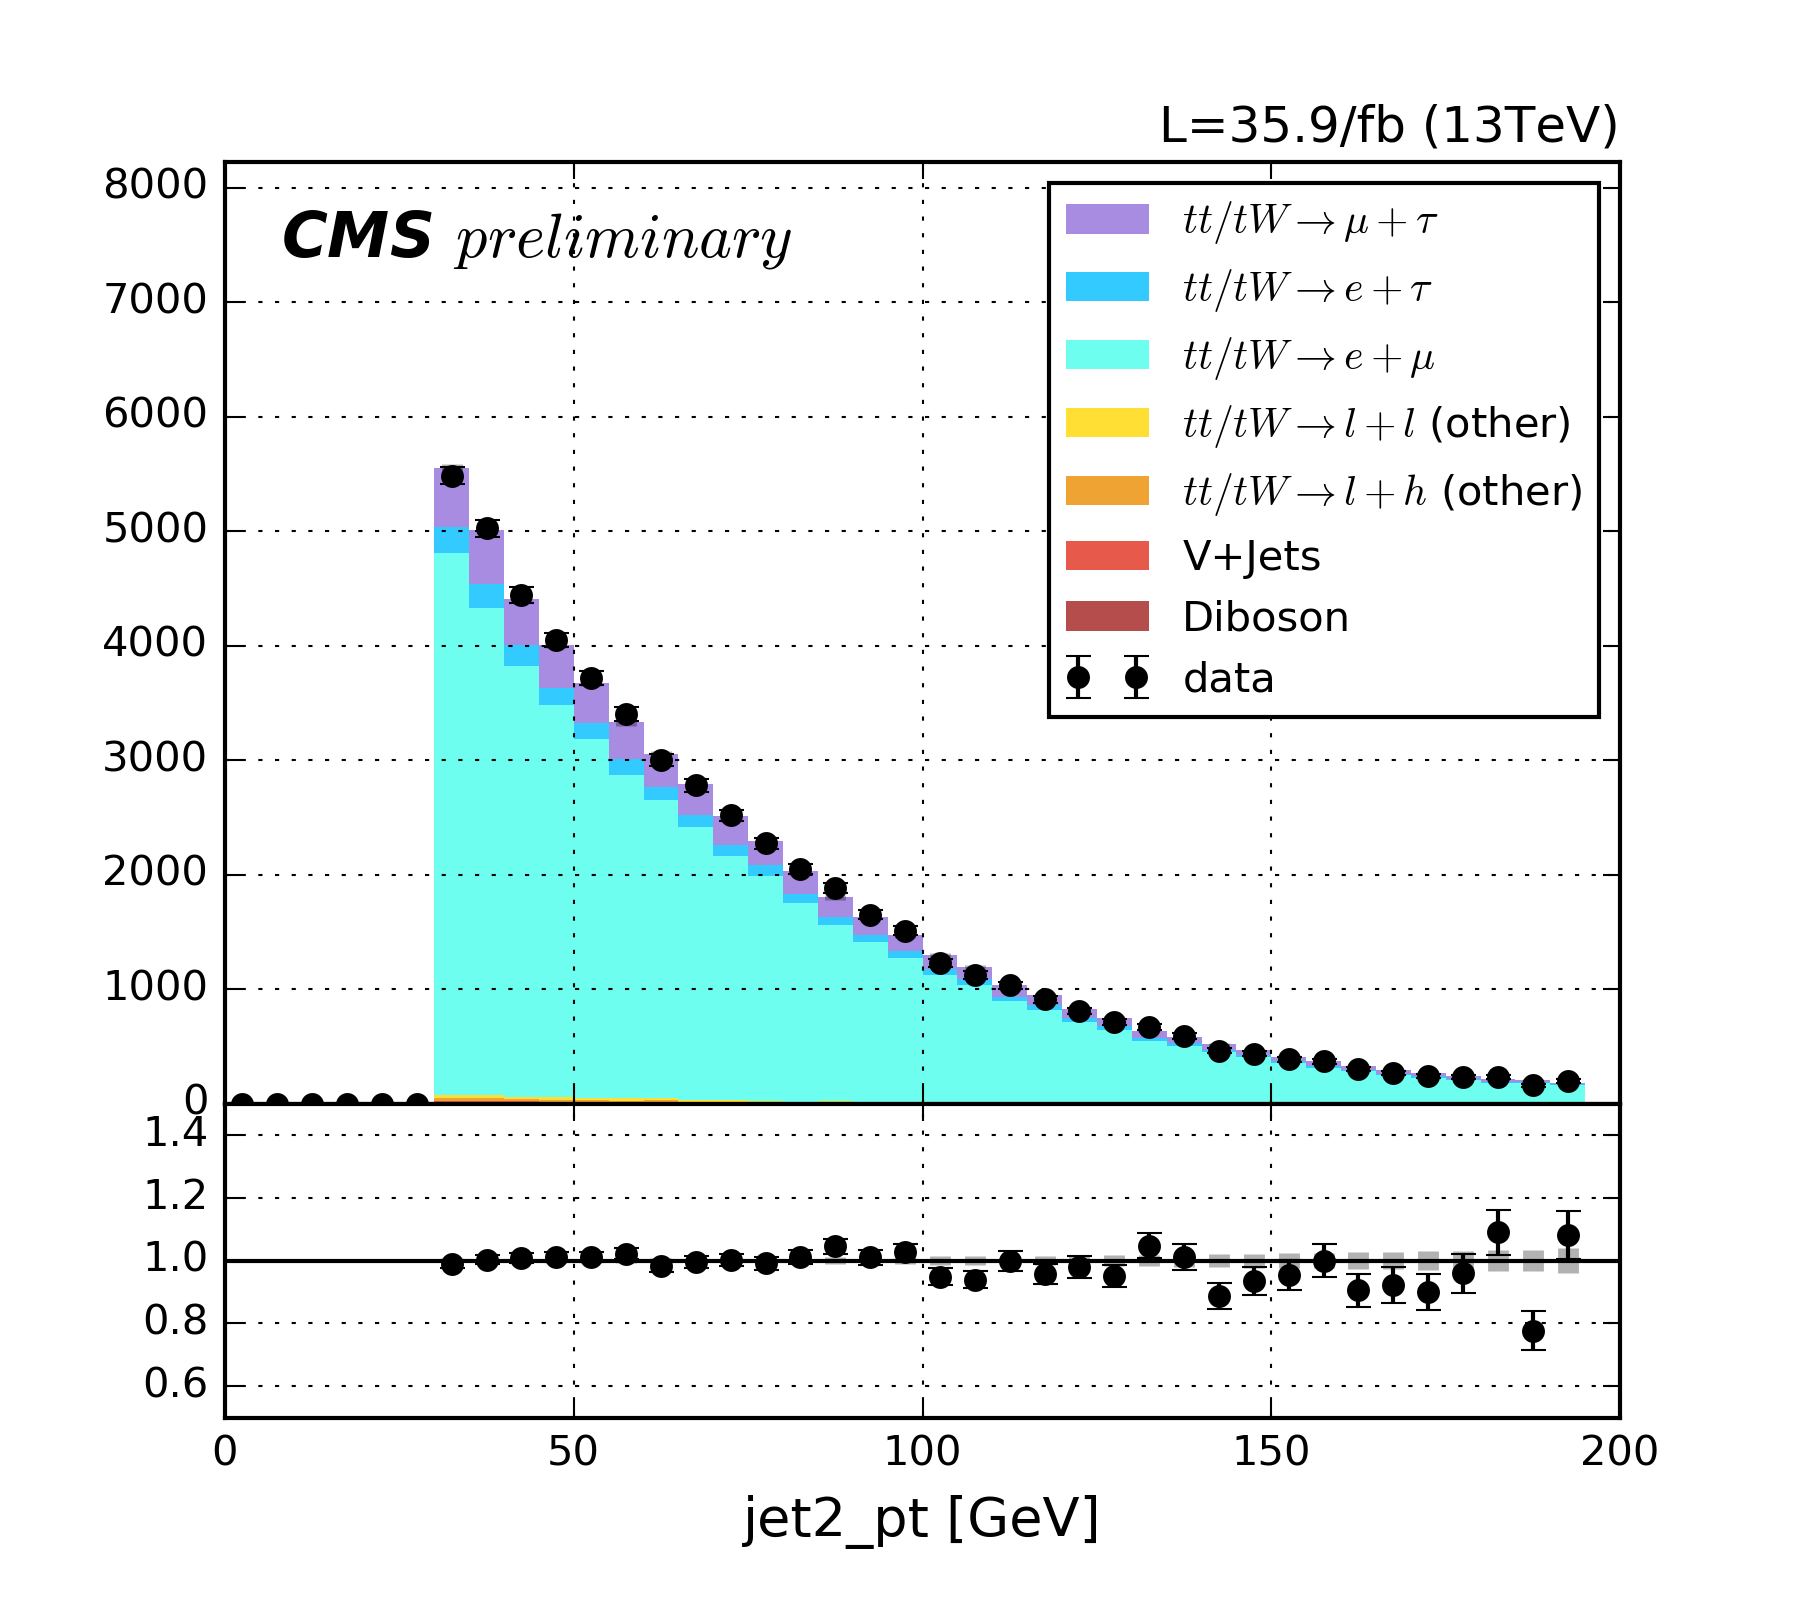 L=35.9/fb (13TeV)
8000
CMS preliminary
7000
6000
5000
4000
3000
2000
1000
0
tt/tW → μ + τ
tt/tW → e + τ
tt/tW → e + μ
tt/tW → l + l (other)
tt/tW → l + h (other)
V+Jets
Diboson
data
1.4
1.2
1.0
0.8
0.6
0 50 100 150 200
jet2_pt [GeV]